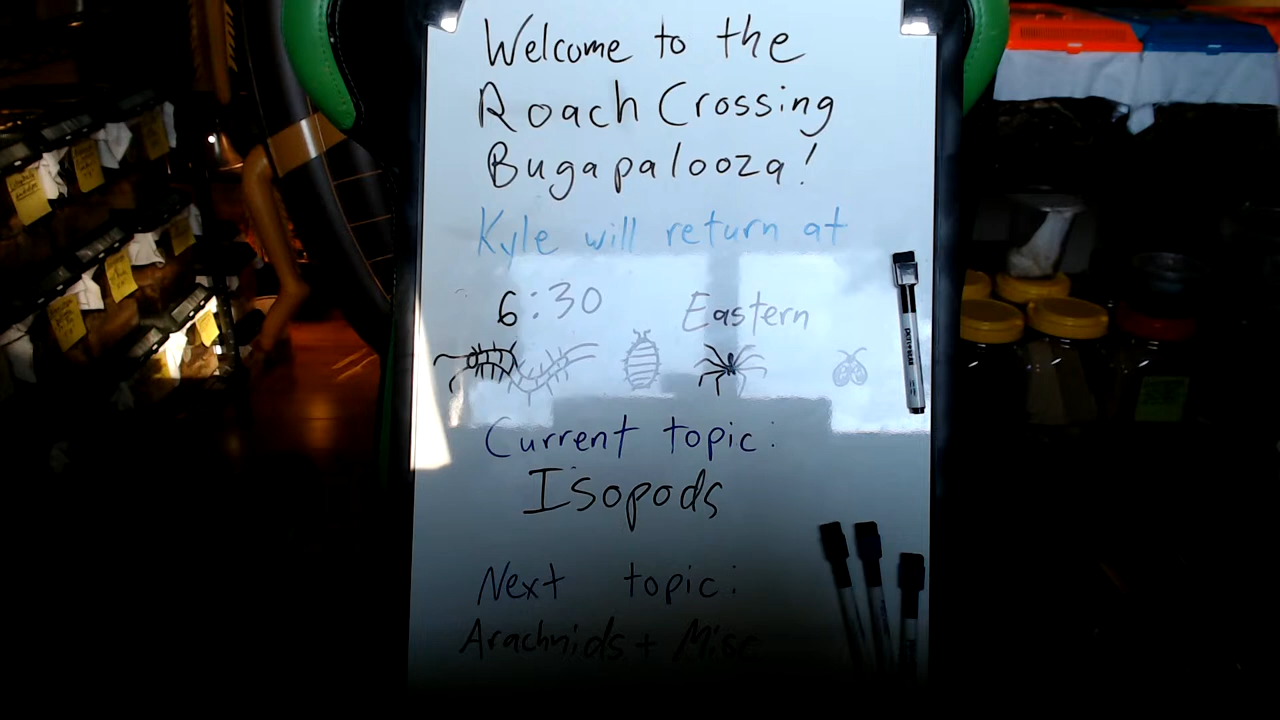 Welcome to the
Roach Crossing
Bugapalooza!
Kyle will return at
6:30 Eastern
Current topic:
Isopods
Next topic:
Arachnids + Misc